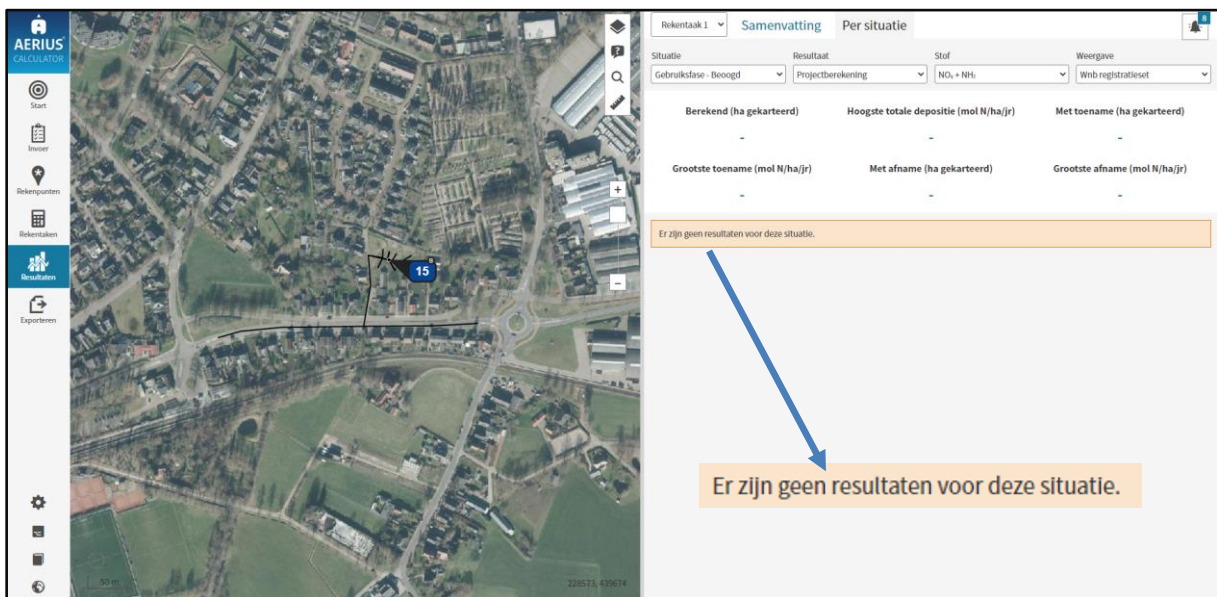 AERIUS
CALCULATOR
Start
Invoer
Rekenpunten
Rekentaken
Resultaten
Exporteren
15
B
+
−
50 m
228573, 439674
Rekentaak 1
Samenvatting
Per situatie
8
Situatie
Resultaat
Stof
Weergave
Gebruiksfase - Beoogd
Projectberekening
NOₓ + NH₃
Wnb registratieset
Berekend (ha gekarteerd)
Hoogste totale depositie (mol N/ha/jr)
Met toename (ha gekarteerd)
-
-
-
Grootste toename (mol N/ha/jr)
Met afname (ha gekarteerd)
Grootste afname (mol N/ha/jr)
-
-
-
Er zijn geen resultaten voor deze situatie.
Er zijn geen resultaten voor deze situatie.